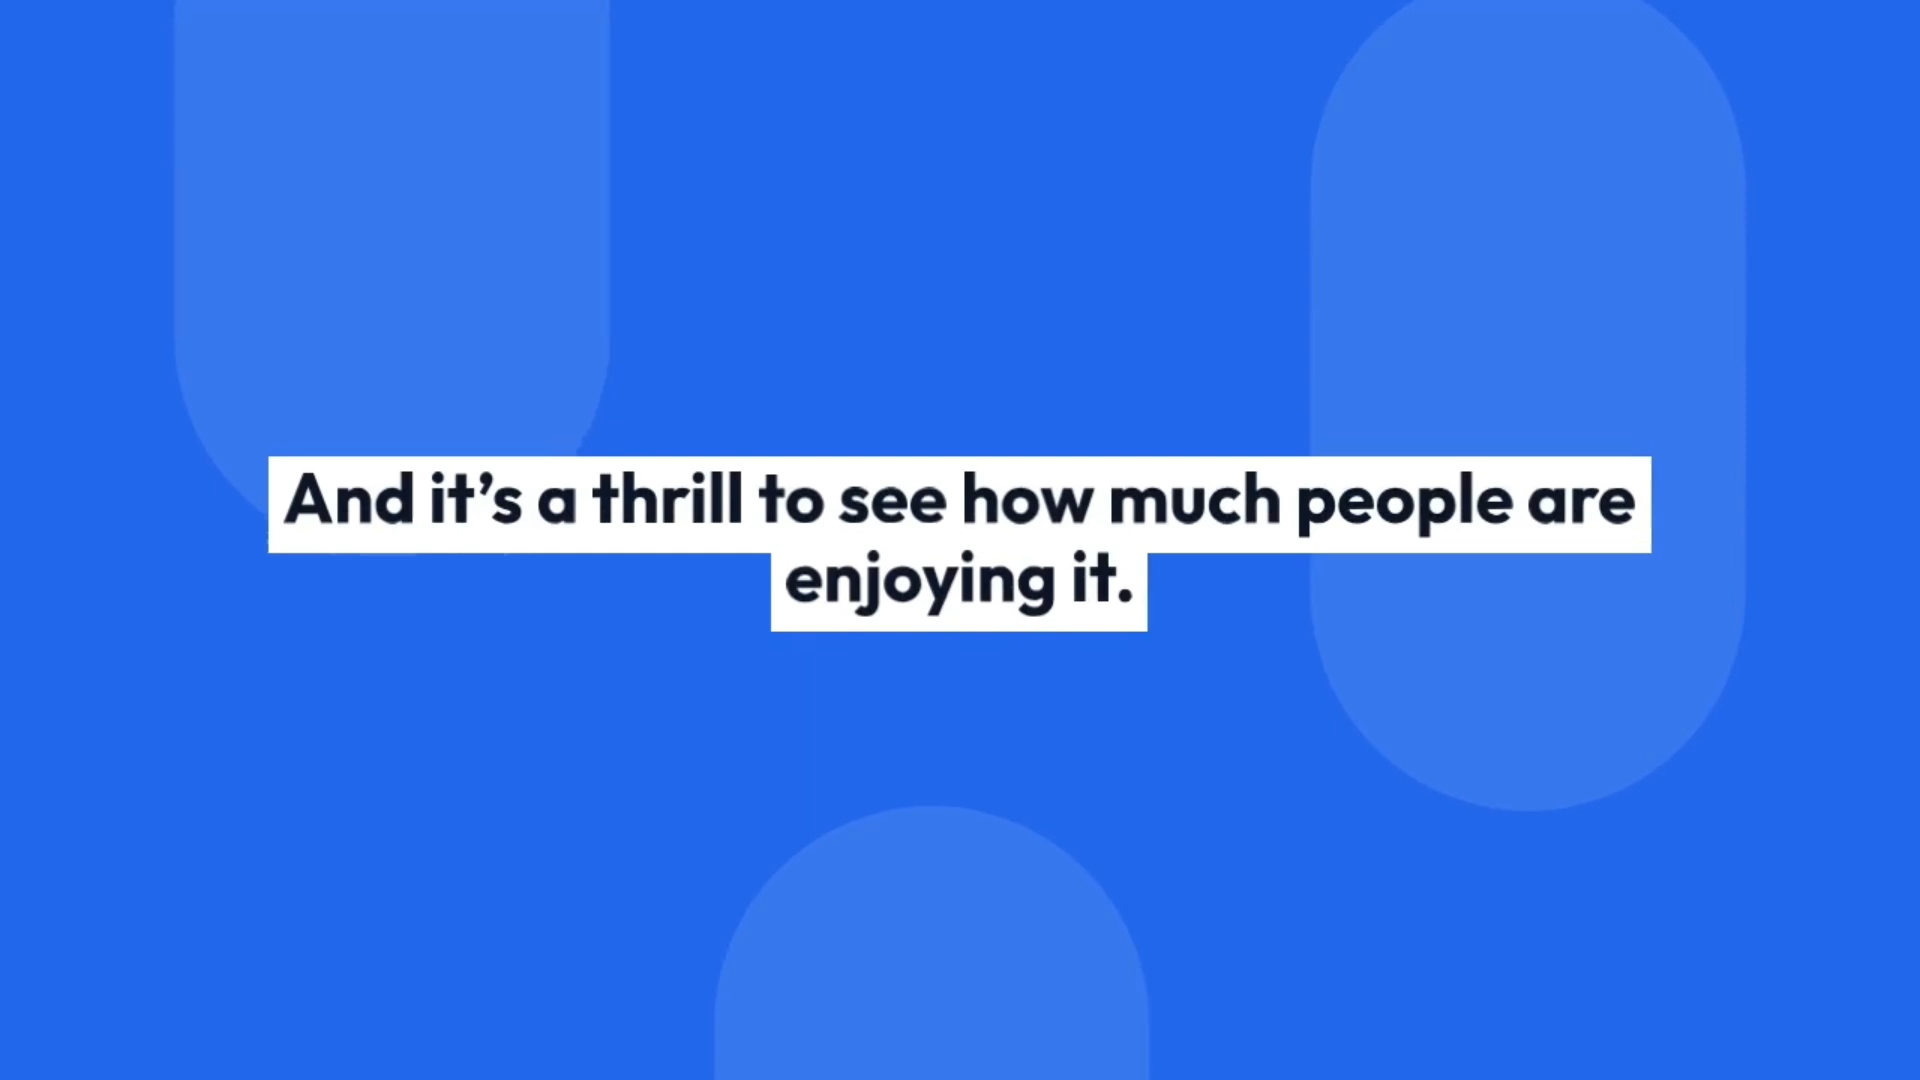 And it’s a thrill to see how much people are
enjoying it.